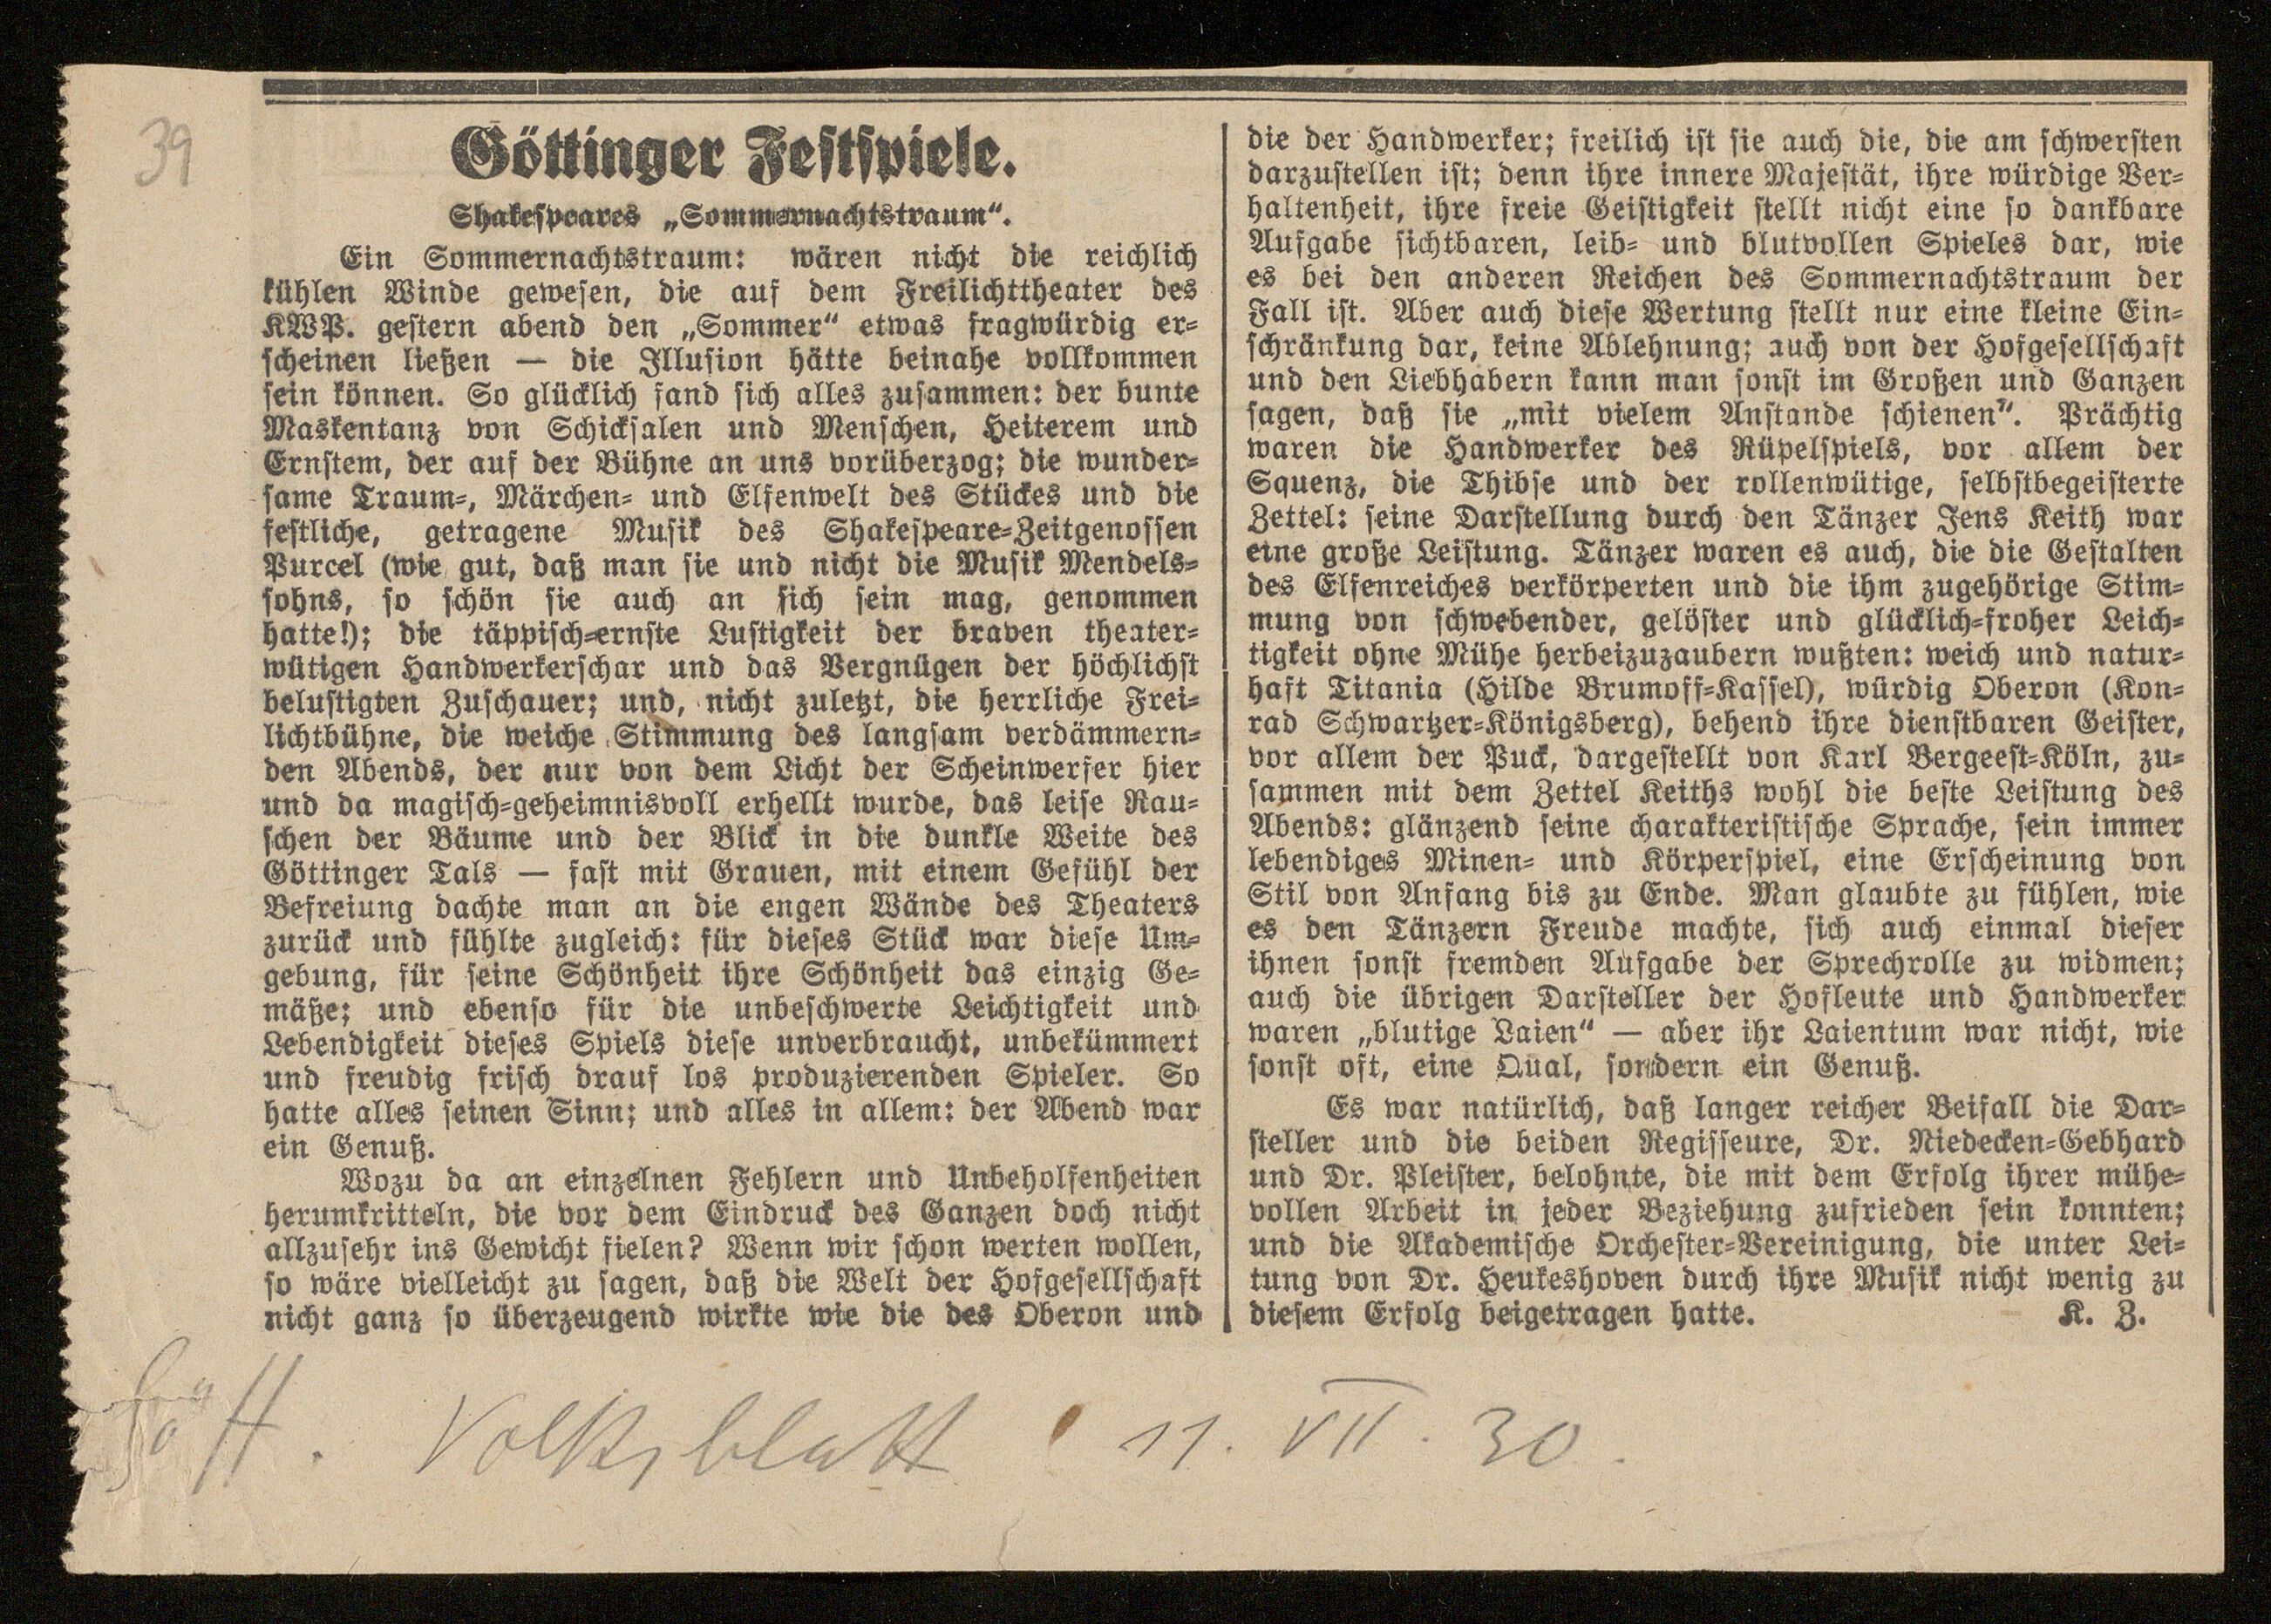 39
Göttinger Festspiele.
Shakespeares „Sommernachtstraum“.
Ein Sommernachtstraum: wären nicht die reichlich
kühlen Winde gewesen, die auf dem Freilichttheater des
KWP. gestern abend den „Sommer“ etwas fragwürdig er-
scheinen ließen — die Illusion hätte beinahe vollkommen
sein können. So glücklich fand sich alles zusammen: der bunte
Maskentanz von Schicksalen und Menschen, Heiterem und
Ernstem, der auf der Bühne an uns vorüberzog; die wunder-
same Traum-, Märchen- und Elfenwelt des Stückes und die
festliche, getragene Musik des Shakespeare-Zeitgenossen
Purcel (wie gut, daß man sie und nicht die Musik Mendels-
sohns, so schön sie auch an sich sein mag, genommen
hatte!); die täppisch-ernste Lustigkeit der braven theater-
wütigen Handwerkerschar und das Vergnügen der höchlichst
belustigten Zuschauer; und, nicht zuletzt, die herrliche Frei-
lichtbühne, die weiche Stimmung des langsam verdämmern-
den Abends, der nur von dem Licht der Scheinwerfer hier
und da magisch-geheimnisvoll erhellt wurde, das leise Rau-
schen der Bäume und der Blick in die dunkle Weite des
Göttinger Tals — fast mit Grauen, mit einem Gefühl der
Befreiung dachte man an die engen Wände des Theaters
zurück und fühlte zugleich: für dieses Stück war diese Um-
gebung, für seine Schönheit ihre Schönheit das einzig Ge-
mäße; und ebenso für die unbeschwerte Leichtigkeit und
Lebendigkeit dieses Spiels diese unverbraucht, unbekümmert
und freudig frisch drauf los produzierenden Spieler. So
hatte alles seinen Sinn; und alles in allem: der Abend war
ein Genuß.
Wozu da an einzelnen Fehlern und Unbeholfenheiten
herumkritteln, die vor dem Eindruck des Ganzen doch nicht
allzusehr ins Gewicht fielen? Wenn wir schon werten wollen,
so wäre vielleicht zu sagen, daß die Welt der Hofgesellschaft
nicht ganz so überzeugend wirkte wie die des Oberon und
die der Handwerker; freilich ist sie auch die, die am schwersten
darzustellen ist; denn ihre innere Majestät, ihre würdige Ver-
haltenheit, ihre freie Geistigkeit stellt nicht eine so dankbare
Aufgabe sichtbaren, leib- und blutvollen Spieles dar, wie
es bei den anderen Reichen des Sommernachtstraum der
Fall ist. Aber auch diese Wertung stellt nur eine kleine Ein-
schränkung dar, keine Ablehnung; auch von der Hofgesellschaft
und den Liebhabern kann man sonst im Großen und Ganzen
sagen, daß sie „mit vielem Anstande schienen“. Prächtig
waren die Handwerker des Rüpelspiels, vor allem der
Squenz, die Thibse und der rollenwütige, selbstbegeisterte
Zettel: seine Darstellung durch den Tänzer Jens Keith war
eine große Leistung. Tänzer waren es auch, die die Gestalten
des Elfenreiches verkörperten und die ihm zugehörige Stim-
mung von schwebender, gelöster und glücklich-froher Leich-
tigkeit ohne Mühe herbeizuzaubern wußten: weich und natur-
haft Titania (Hilde Brumoff-Kassel), würdig Oberon (Kon-
rad Schwartzer-Königsberg), behend ihre dienstbaren Geister,
vor allem der Puck, dargestellt von Karl Bergeest-Köln, zu-
sammen mit dem Zettel Keiths wohl die beste Leistung des
Abends: glänzend seine charakteristische Sprache, sein immer
lebendiges Minen- und Körperspiel, eine Erscheinung von
Stil von Anfang bis zu Ende. Man glaubte zu fühlen, wie
es den Tänzern Freude machte, sich auch einmal dieser
ihnen sonst fremden Aufgabe der Sprechrolle zu widmen;
auch die übrigen Darsteller der Hofleute und Handwerker
waren „blutige Laien“ — aber ihr Laientum war nicht, wie
sonst oft, eine Qual, sondern ein Genuß.
Es war natürlich, daß langer reicher Beifall die Dar-
steller und die beiden Regisseure, Dr. Niedecken-Gebhard
und Dr. Pleister, belohnte, die mit dem Erfolg ihrer mühe-
vollen Arbeit in jeder Beziehung zufrieden sein konnten;
und die Akademische Orchester-Vereinigung, die unter Lei-
tung von Dr. Heukeshoven durch ihre Musik nicht wenig zu
diesem Erfolg beigetragen hatte. K. Z.
Gött. Volksblatt 11. VII. 30.